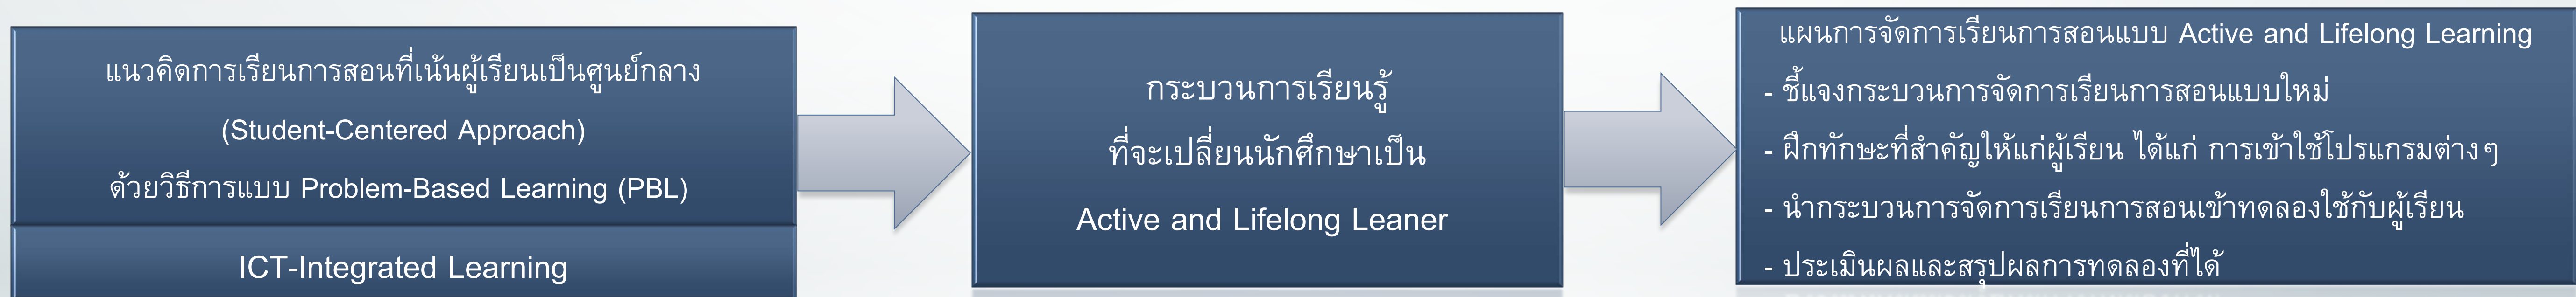 แนวคิดการเรียนการสอนที่เน้นผู้เรียนเป็นศูนย์กลาง
(Student-Centered Approach)
ด้วยวิธีการแบบ Problem-Based Learning (PBL)
ICT-Integrated Learning
กระบวนการเรียนรู้
ที่จะเปลี่ยนนักศึกษาเป็น
Active and Lifelong Leaner
แผนการจัดการเรียนการสอนแบบ Active and Lifelong Learning
- ชี้แจงกระบวนการจัดการเรียนการสอนแบบใหม่
- ฝึกทักษะที่สำคัญให้แก่ผู้เรียน ได้แก่ การเข้าใช้โปรแกรมต่างๆ
- นำกระบวนการจัดการเรียนการสอนเข้าทดลองใช้กับผู้เรียน
- ประเมินผลและสรุปผลการทดลองที่ได้